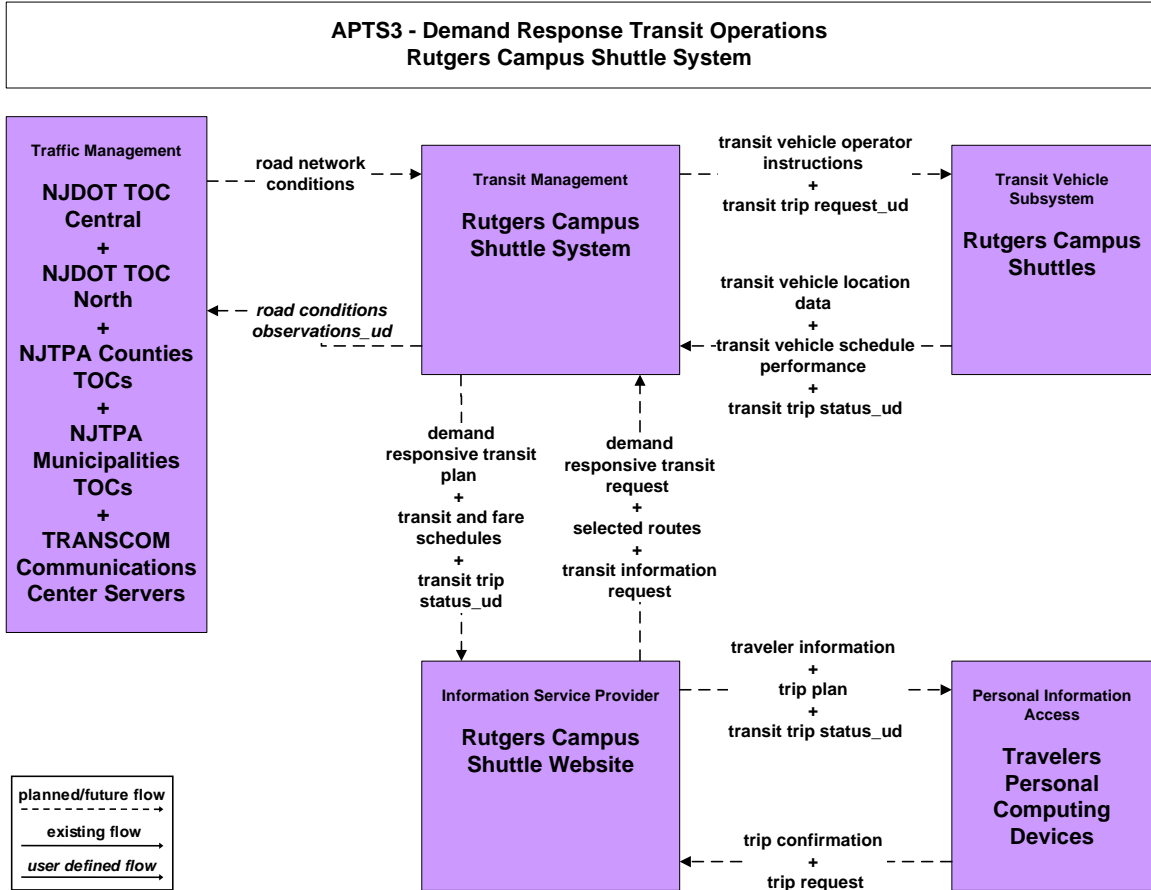 APTS3 - Demand Response Transit Operations
Rutgers Campus Shuttle System
Traffic Management
NJDOT TOC
Central
+
NJDOT TOC
North
+
NJTPA Counties
TOCs
+
NJTPA
Municipalities
TOCs
+
TRANSCOM
Communications
Center Servers
road network
conditions
road conditions
observations_ud
Transit Management
Rutgers Campus
Shuttle System
transit vehicle operator
instructions
+
transit trip request_ud
transit vehicle location
data
+
transit vehicle schedule
performance
+
transit trip status_ud
Transit Vehicle
Subsystem
Rutgers Campus
Shuttles
demand
responsive transit
plan
+
transit and fare
schedules
+
transit trip
status_ud
demand
responsive transit
request
+
selected routes
+
transit information
request
Information Service Provider
Rutgers Campus
Shuttle Website
traveler information
+
trip plan
+
transit trip status_ud
trip confirmation
+
trip request
Personal Information
Access
Travelers
Personal
Computing
Devices
planned/future flow
existing flow
user defined flow